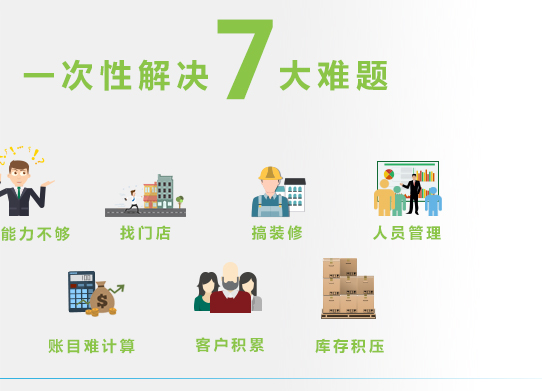 一次性解决7大难题
能力不够 找门店 搞装修 人员管理
账目难计算 客户积累 库存积压